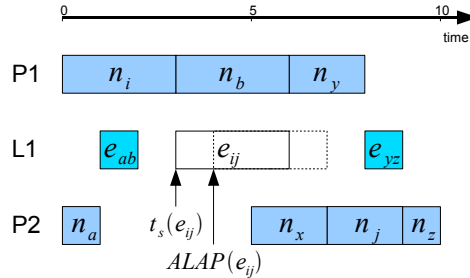 0 5 10
time
P1 n_i n_b n_y
L1 e_ab e_ij e_yz
P2 n_a n_x n_j n_z
t_s(e_ij)
ALAP(e_ij)